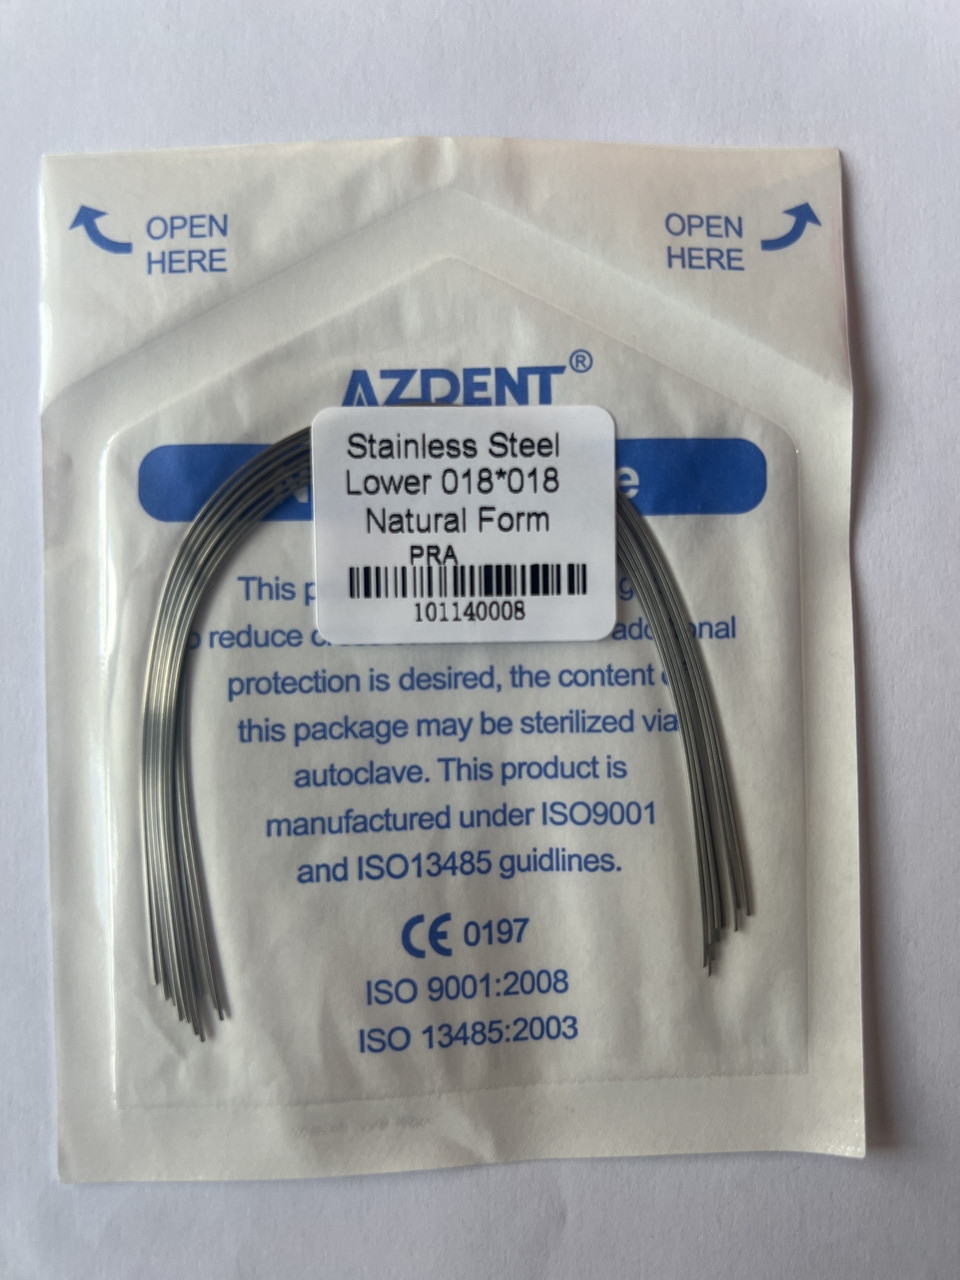 OPEN
HERE
OPEN
HERE
AZDENT®
Stainless Steel
Lower 018*018
Natural Form
PRA
101140008
This
reduce
protection is desired, the content
this package may be sterilized via
autoclave. This product is
manufactured under ISO9001
and ISO13485 guidlines.
CE 0197
ISO 9001:2008
ISO 13485:2003